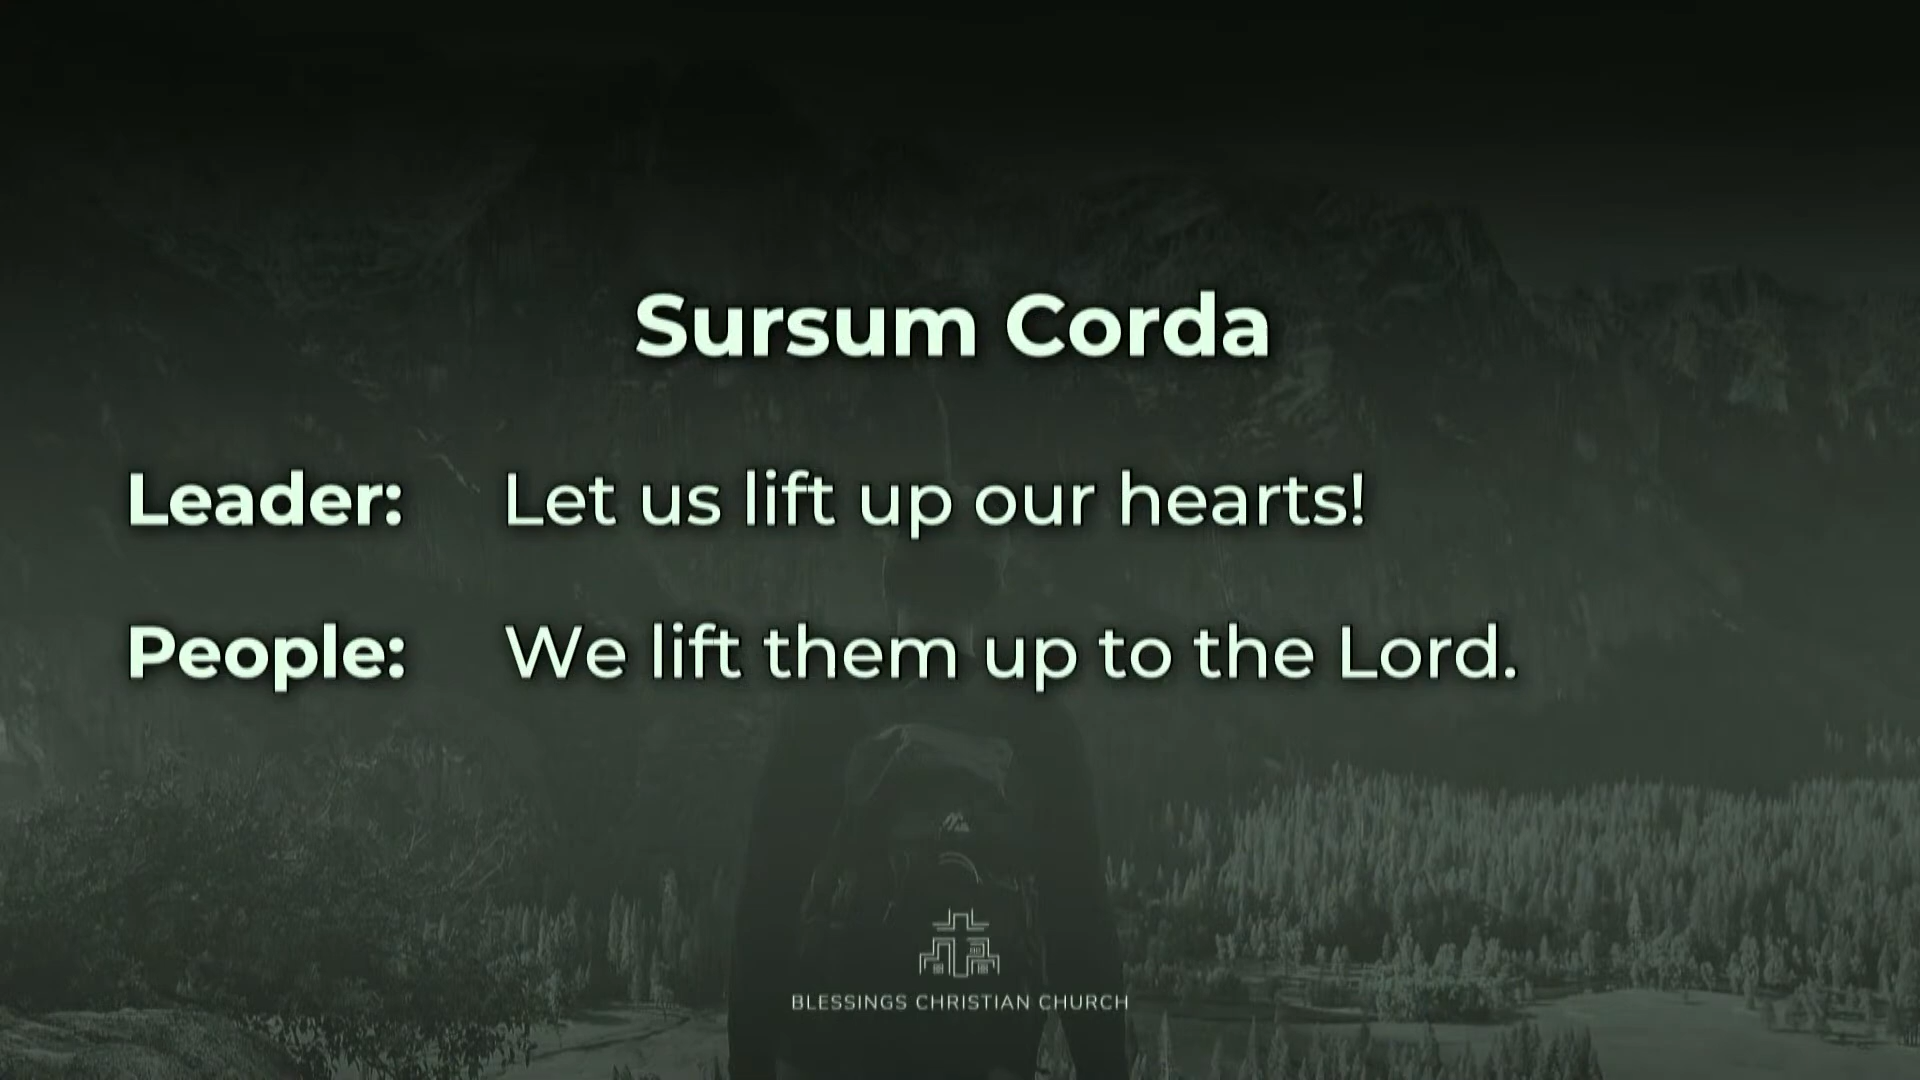 Sursum Corda
Leader: Let us lift up our hearts!
People: We lift them up to the Lord.
BLESSINGS CHRISTIAN CHURCH